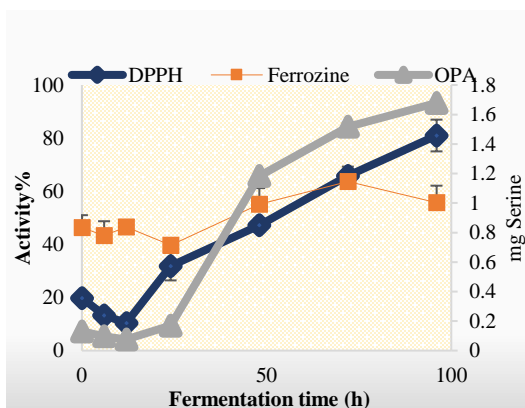 DPPH Ferrozine OPA
100 1.8
80 1.6
60 1.4
40 1.2
20 1
0 0.8
0.6
0.4
0.2
0
Activity%
mg Serine
0 50 100
Fermentation time (h)